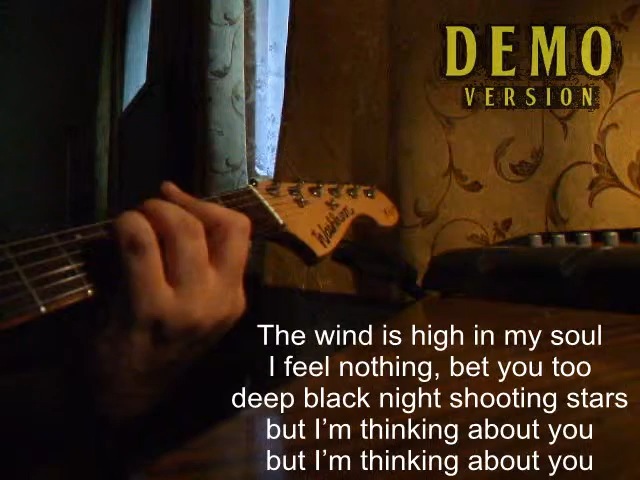 DEMO
VERSION
Washburn
The wind is high in my soul
I feel nothing, bet you too
deep black night shooting stars
but I’m thinking about you
but I’m thinking about you